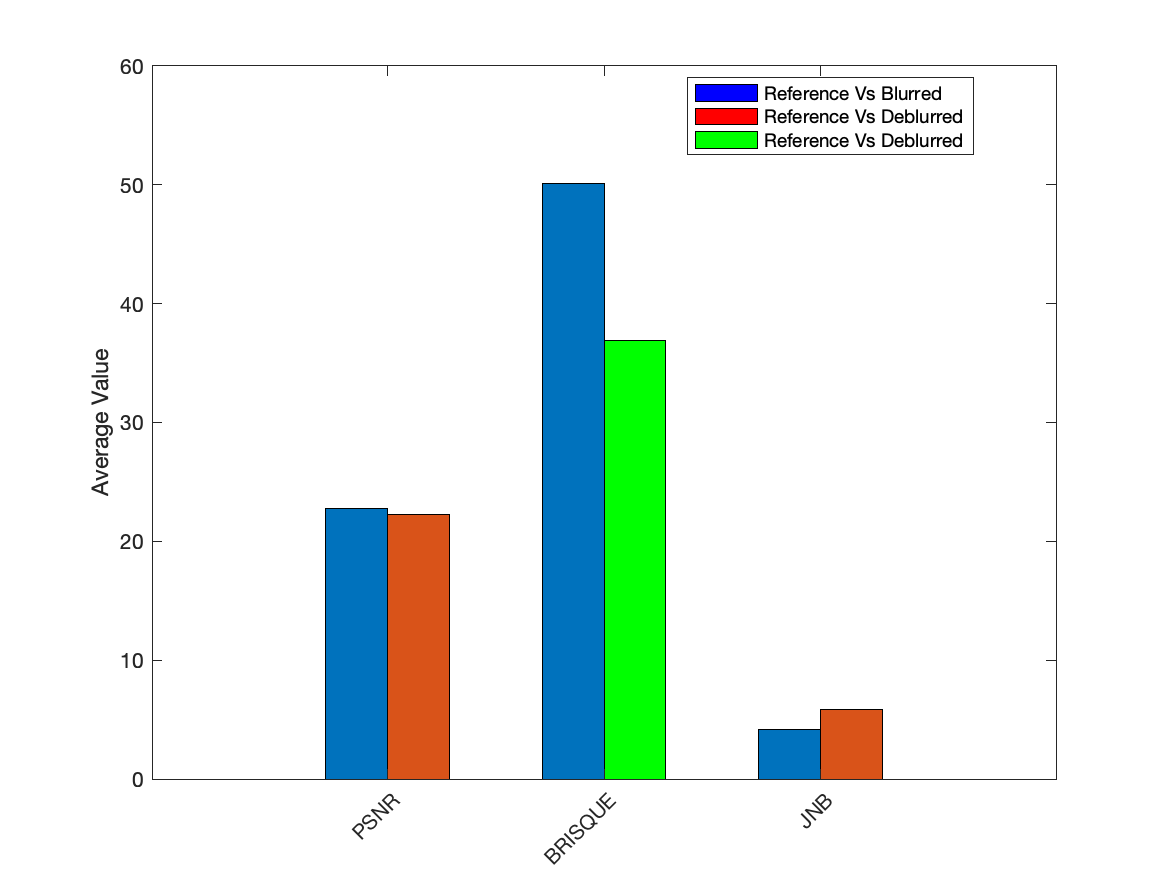 60
50
40
30
20
10
0
Average Value
Reference Vs Blurred
Reference Vs Deblurred
Reference Vs Deblurred
PSNR
BRISQUE
JNB